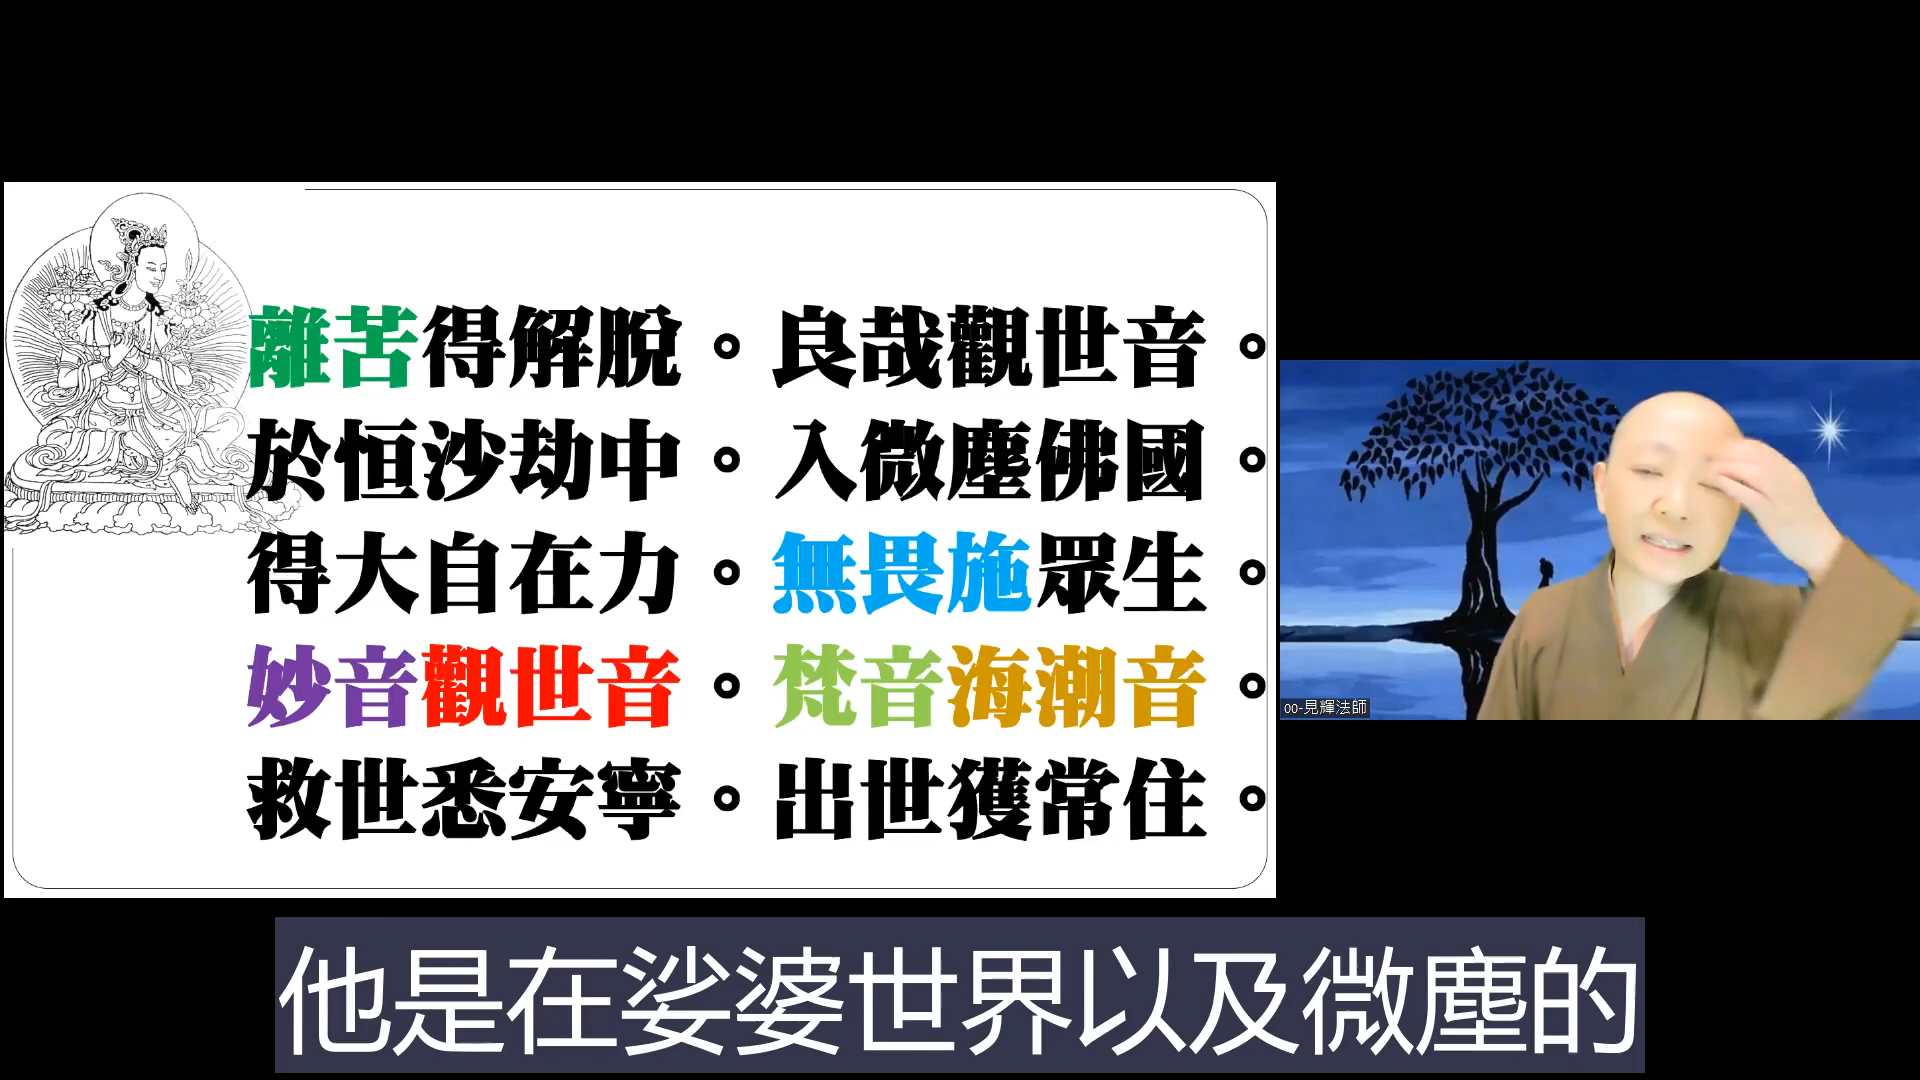 離苦得解脫。良哉觀世音。
於恒沙劫中。入微塵佛國。
得大自在力。無畏施眾生。
妙音觀世音。梵音海潮音。
救世悉安寧。出世獲常住。
00-見輝法師
他是在娑婆世界以及微塵的